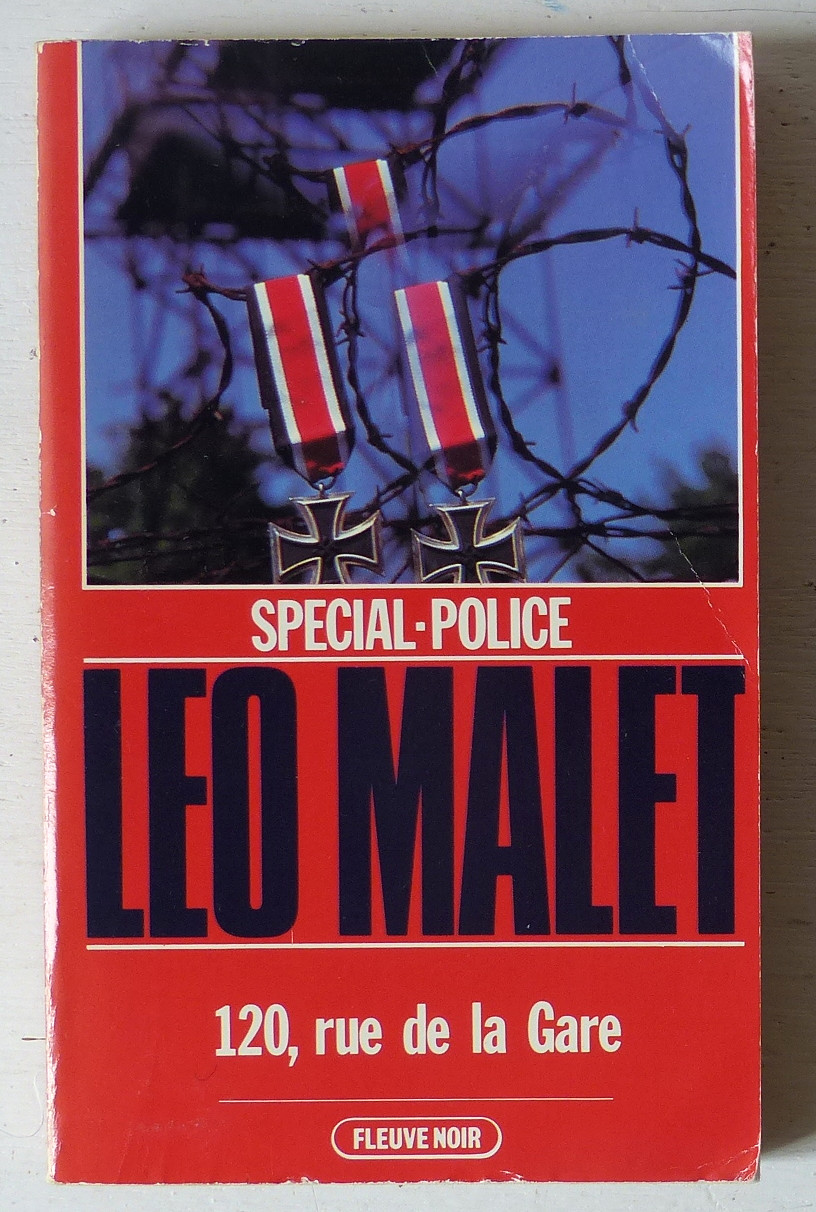 SPECIAL-POLICE
LEO MALET
120, rue de la Gare
FLEUVE NOIR